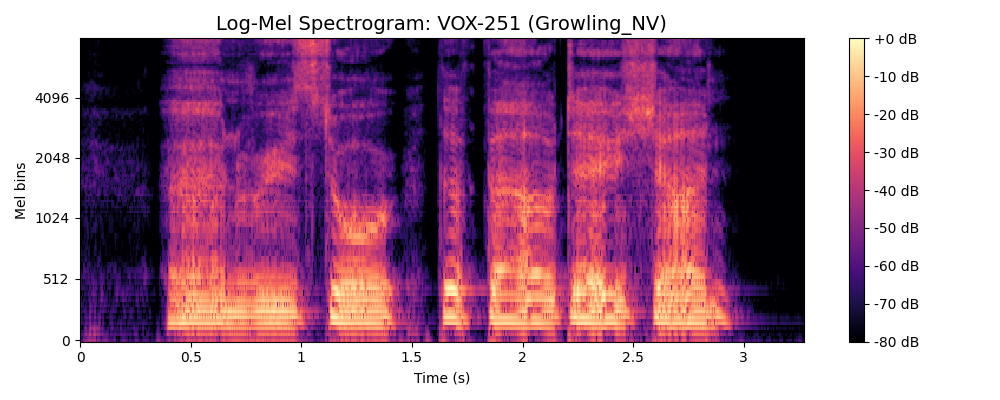 Log-Mel Spectrogram: VOX-251 (Growling_NV)
Mel bins
4096
2048
1024
512
0
0
0.5
1
1.5
2
2.5
3
Time (s)
+0 dB
-10 dB
-20 dB
-30 dB
-40 dB
-50 dB
-60 dB
-70 dB
-80 dB